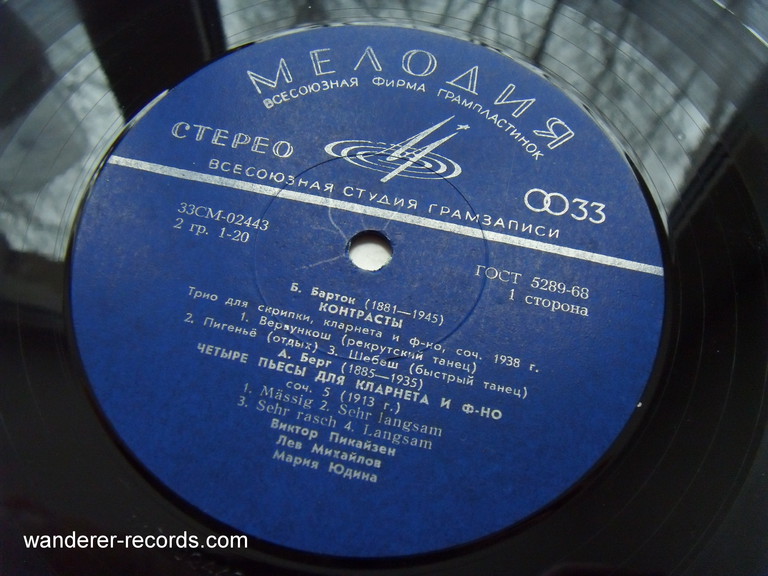 МЕЛОДИЯ
ВСЕСОЮЗНАЯ ФИРМА ГРАМПЛАСТИНОК
СТЕРЕО
ВСЕСОЮЗНАЯ СТУДИЯ ГРАМЗАПИСИ
33
33СМ-02443
2 гр. 1-20
ГОСТ 5289-68
1 сторона
Б. Барток (1881—1945)
КОНТРАСТЫ
Трио для скрипки, кларнета и ф-но, соч. 1938 г.
1. Вервункош (рекрутский танец)
2. Пигеньё (отдых) 3. Шебеш (быстрый танец)
А. Берг (1885—1935)
ЧЕТЫРЕ ПЬЕСЫ ДЛЯ КЛАРНЕТА И Ф-НО
соч. 5 (1913 г.)
1. Mässig 2. Sehr langsam
3. Sehr rasch 4. Langsam
Виктор Пикайзен
Лев Михайлов
Мария Юдина
wanderer-records.com